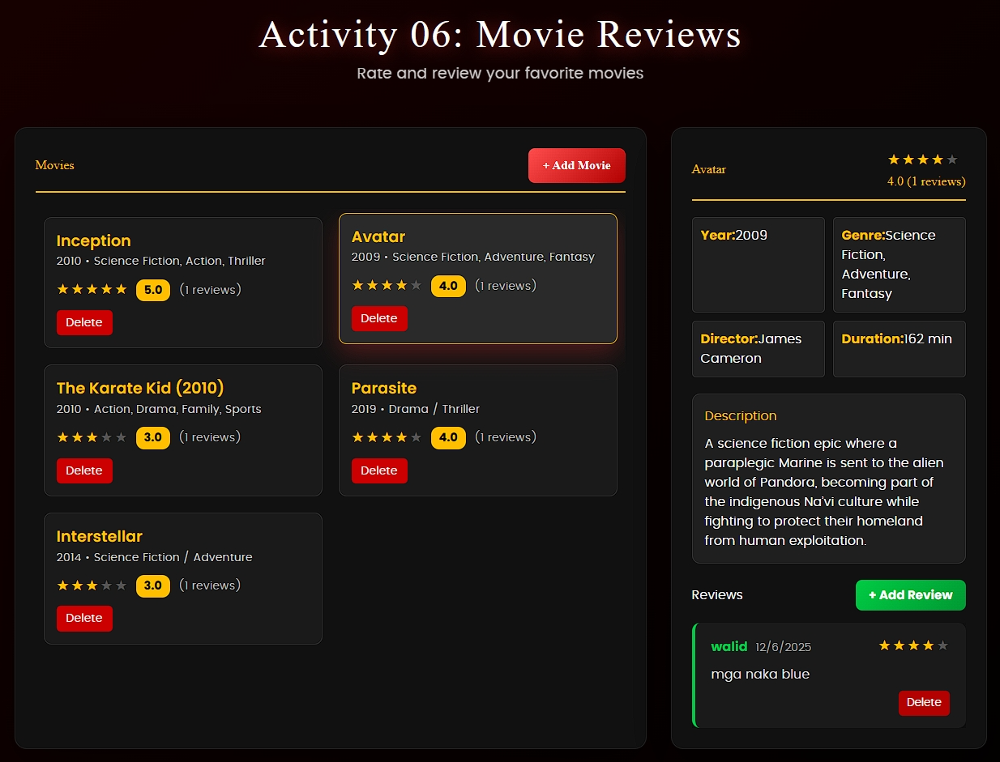 Activity 06: Movie Reviews
Rate and review your favorite movies
Movies
+ Add Movie
Inception
2010 • Science Fiction, Action, Thriller
★★★★★ 5.0 (1 reviews)
Delete
Avatar
2009 • Science Fiction, Adventure, Fantasy
★★★★★ 4.0 (1 reviews)
Delete
The Karate Kid (2010)
2010 • Action, Drama, Family, Sports
★★★★★ 3.0 (1 reviews)
Delete
Parasite
2019 • Drama / Thriller
★★★★★ 4.0 (1 reviews)
Delete
Interstellar
2014 • Science Fiction / Adventure
★★★★★ 3.0 (1 reviews)
Delete
Avatar
★★★★★
4.0 (1 reviews)
Year:2009
Genre:Science
Fiction,
Adventure,
Fantasy
Director:James
Cameron
Duration:162 min
Description
A science fiction epic where a
paraplegic Marine is sent to the alien
world of Pandora, becoming part of
the indigenous Na'vi culture while
fighting to protect their homeland
from human exploitation.
Reviews
+ Add Review
walid 12/6/2025 ★★★★★
mga naka blue
Delete